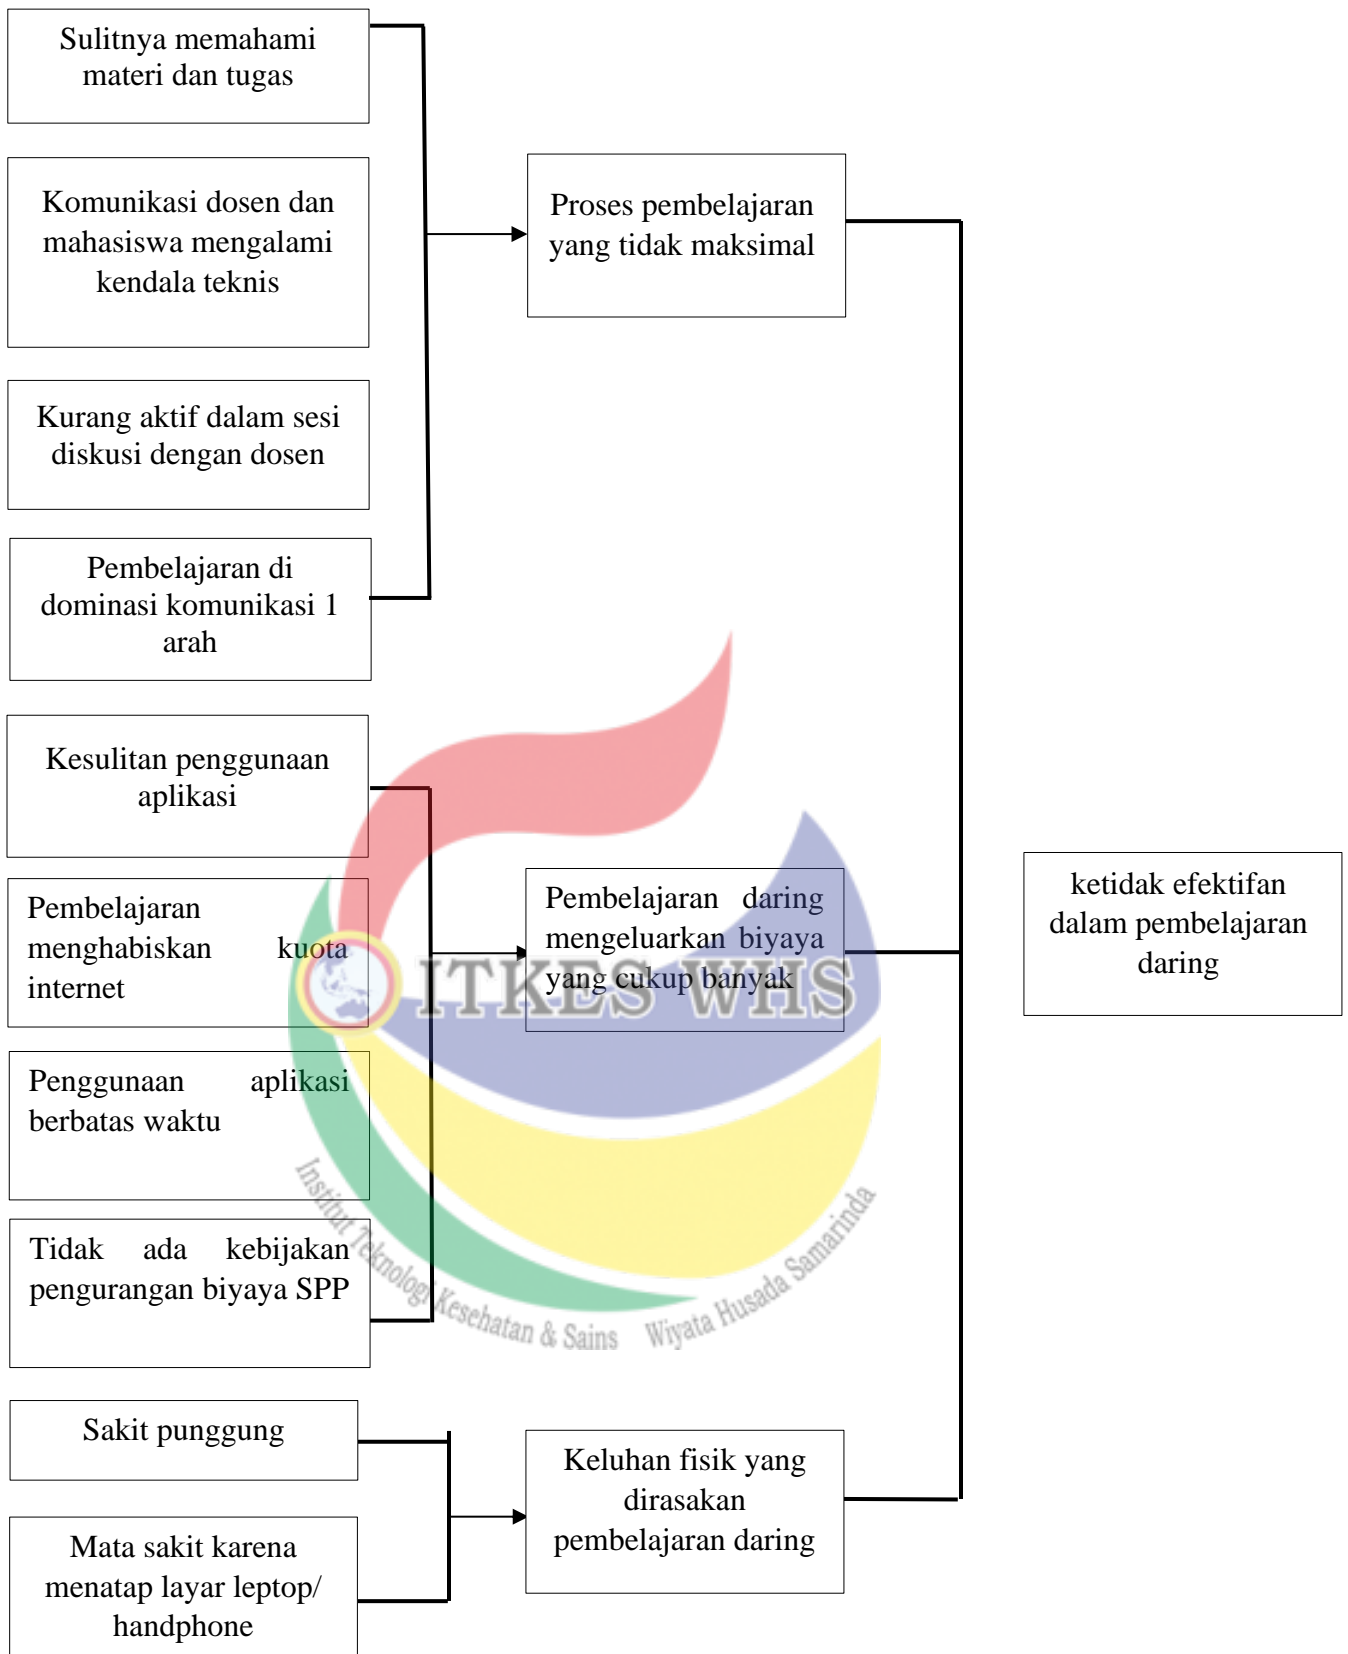 Sulitnya memahami
materi dan tugas
Komunikasi dosen dan
mahasiswa mengalami
kendala teknis
Kurang aktif dalam sesi
diskusi dengan dosen
Pembelajaran di
dominasi komunikasi 1
arah
Proses pembelajaran
yang tidak maksimal
Kesulitan penggunaan
aplikasi
Pembelajaran
menghabiskan kuota
internet
Penggunaan aplikasi
berbatas waktu
Tidak ada kebijakan
pengurangan biyaya SPP
Pembelajaran daring
mengeluarkan biyaya
yang cukup banyak
ketidak efektifan
dalam pembelajaran
daring
ITKES WHS
Institut Teknologi Kesehatan & Sains Wiyata Husada Samarinda
Sakit punggung
Mata sakit karena
menatap layar leptop/
handphone
Keluhan fisik yang
dirasakan
pembelajaran daring